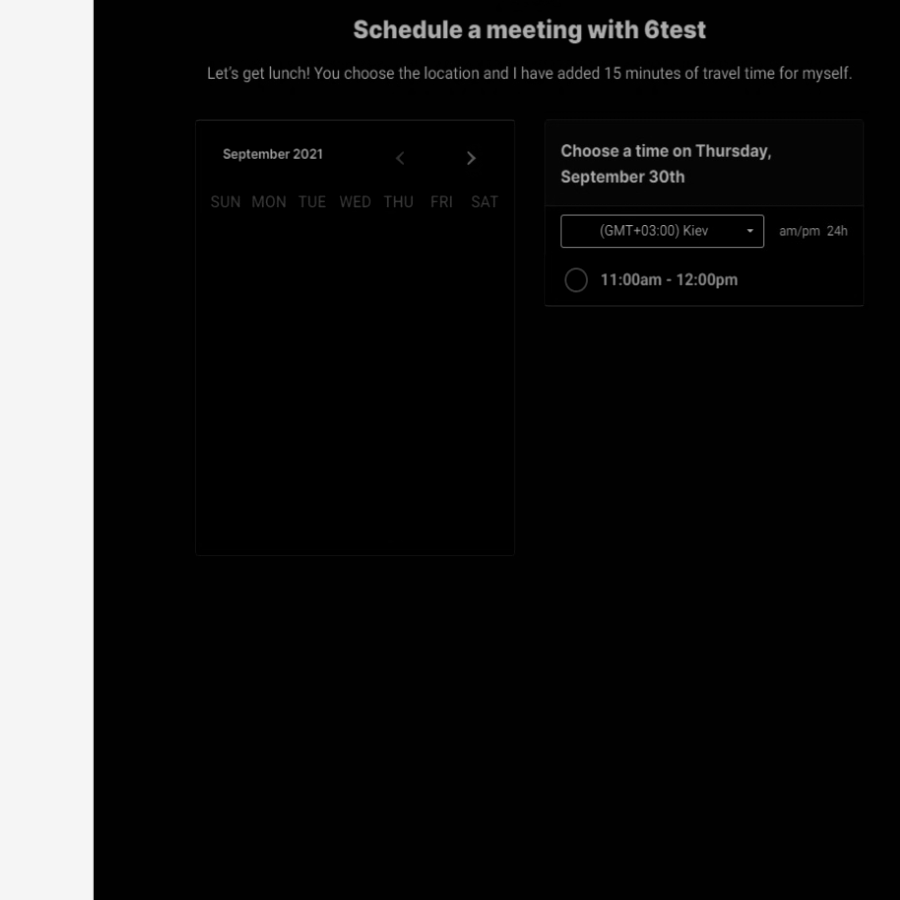 Schedule a meeting with 6test
Let's get lunch! You choose the location and I have added 15 minutes of travel time for myself.
September 2021
SUN MON TUE WED THU FRI SAT
Choose a time on Thursday,
September 30th
(GMT+03:00) Kiev
am/pm 24h
11:00am - 12:00pm